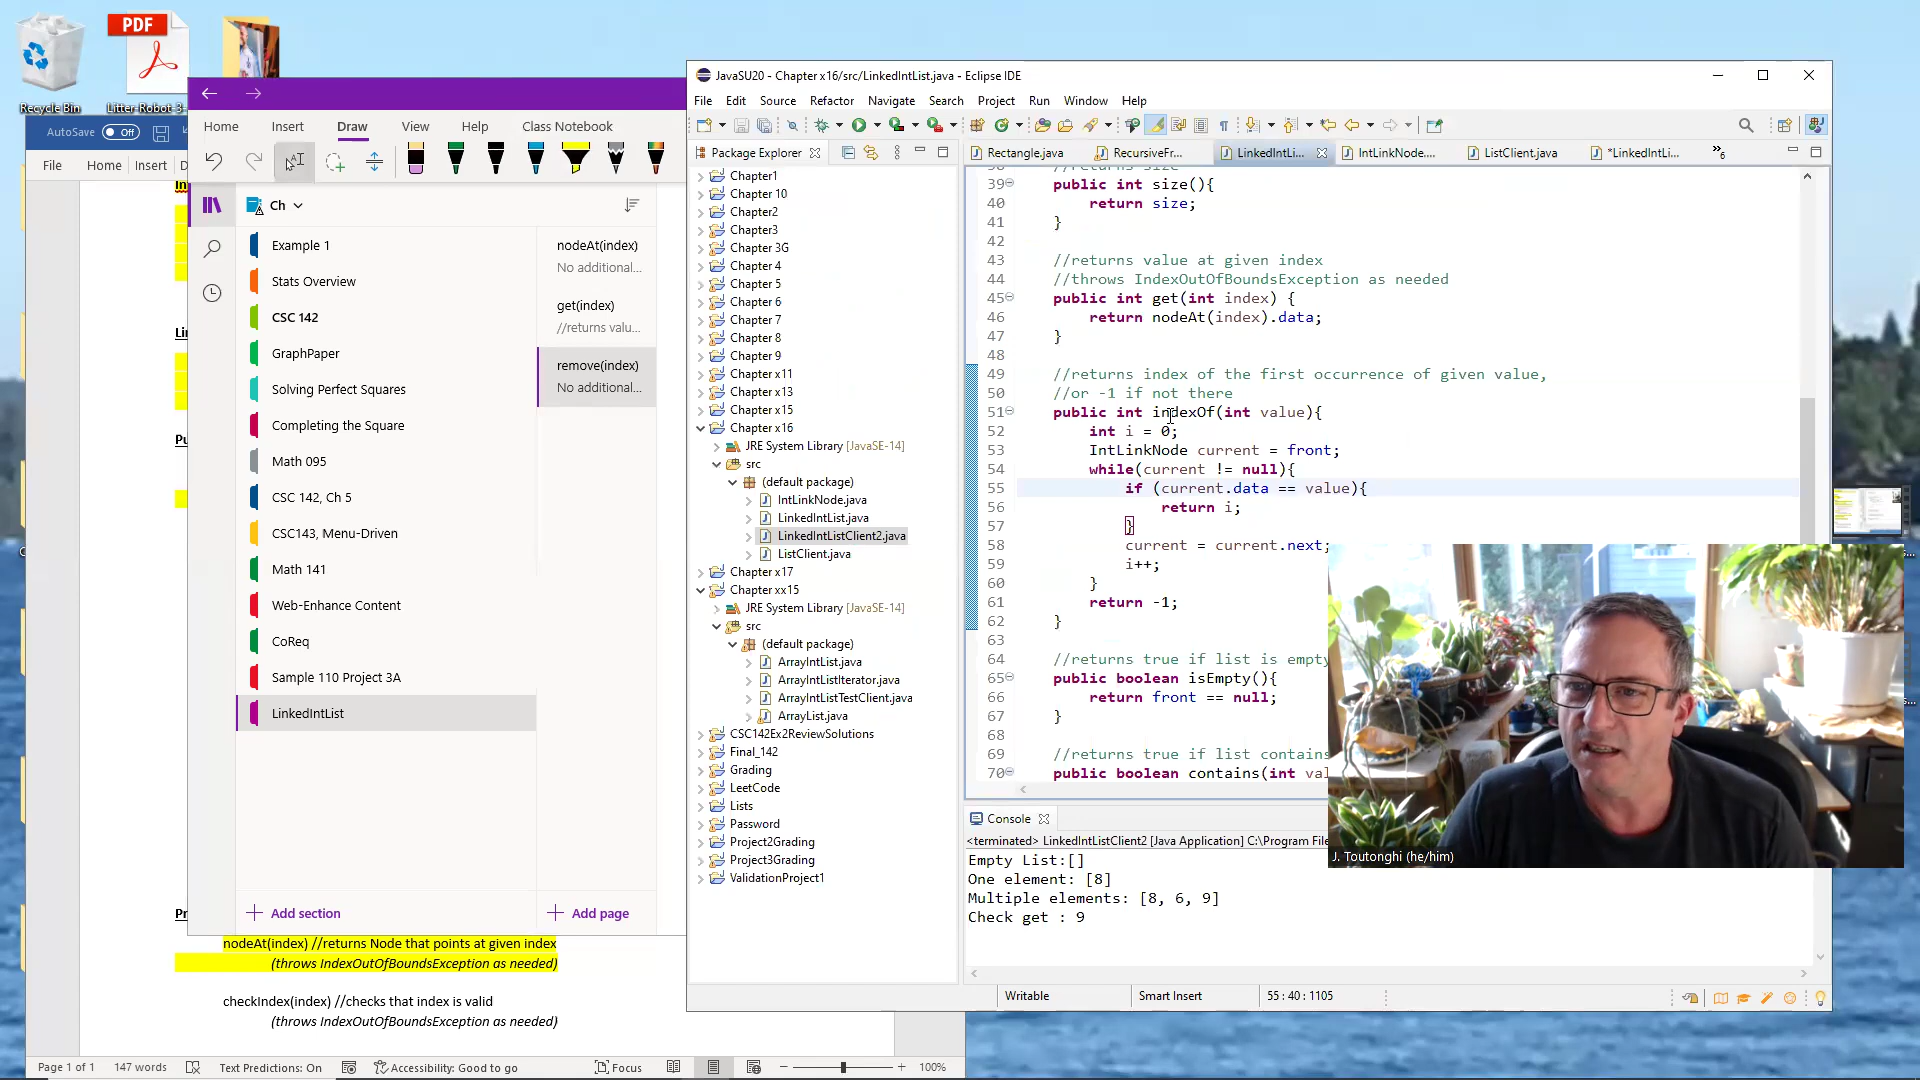 Recycle Bin
PDF
Litter-Robot-3-
AutoSave Off
File Home Insert D
Home Insert Draw View Help Class Notebook
Ch
Example 1
Stats Overview
CSC 142
GraphPaper
Solving Perfect Squares
Completing the Square
Math 095
CSC 142, Ch 5
CSC143, Menu-Driven
Math 141
Web-Enhance Content
CoReq
Sample 110 Project 3A
LinkedIntList
Add section
nodeAt(index)
No additional...
get(index)
//returns valu...
remove(index)
No additional...
Add page
nodeAt(index) //returns Node that points at given index
(throws IndexOutOfBoundsException as needed)
checkIndex(index) //checks that index is valid
(throws IndexOutOfBoundsException as needed)
Page 1 of 1 147 words Text Predictions: On Accessibility: Good to go Focus 100%
JavaSU20 - Chapter x16/src/LinkedIntList.java - Eclipse IDE
File Edit Source Refactor Navigate Search Project Run Window Help
Package Explorer
Chapter1
Chapter 10
Chapter2
Chapter3
Chapter 3G
Chapter 4
Chapter 5
Chapter 6
Chapter 7
Chapter 8
Chapter 9
Chapter x11
Chapter x13
Chapter x15
Chapter x16
JRE System Library [JavaSE-14]
src
(default package)
IntLinkNode.java
LinkedIntList.java
LinkedIntListClient2.java
ListClient.java
Chapter x17
Chapter xx15
JRE System Library [JavaSE-14]
src
(default package)
ArrayIntList.java
ArrayIntListIterator.java
ArrayIntListTestClient.java
ArrayList.java
CSC142Ex2ReviewSolutions
Final_142
Grading
LeetCode
Lists
Password
Project2Grading
Project3Grading
ValidationProject1
Rectangle.java RecursiveFr... LinkedIntLi... IntLinkNode.... ListClient.java *LinkedIntLi... »6
//returns size
39 public int size(){
40 return size;
41 }
42
43 //returns value at given index
44 //throws IndexOutOfBoundsException as needed
45 public int get(int index) {
46 return nodeAt(index).data;
47 }
48
49 //returns index of the first occurrence of given value,
50 //or -1 if not there
51 public int indexOf(int value){
52 int i = 0;
53 IntLinkNode current = front;
54 while(current != null){
55 if (current.data == value){
56 return i;
57 }
58 current = current.next;
59 i++;
60 }
61 return -1;
62 }
63
64 //returns true if list is empty
65 public boolean isEmpty(){
66 return front == null;
67 }
68
69 //returns true if list contains
70 public boolean contains(int val
Console
<terminated> LinkedIntListClient2 [Java Application] C:\Program File
Empty List:[]
One element: [8]
Multiple elements: [8, 6, 9]
Check get : 9
Writable Smart Insert 55 : 40 : 1105
J. Toutonghi (he/him)